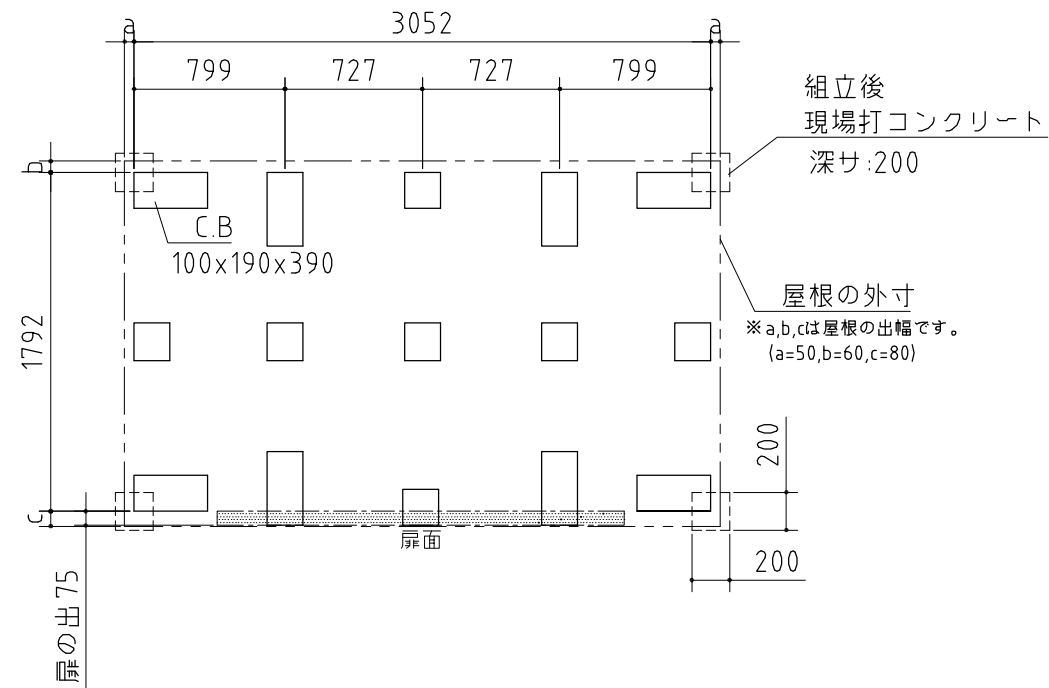 a
3052
a
799
727
727
799
組立後
現場打コンクリート
深サ:200
b
C.B
100x190x390
屋根の外寸
※a,b,cは屋根の出幅です。
(a=50,b=60,c=80)
1792
200
c
扉面
200
扉の出75